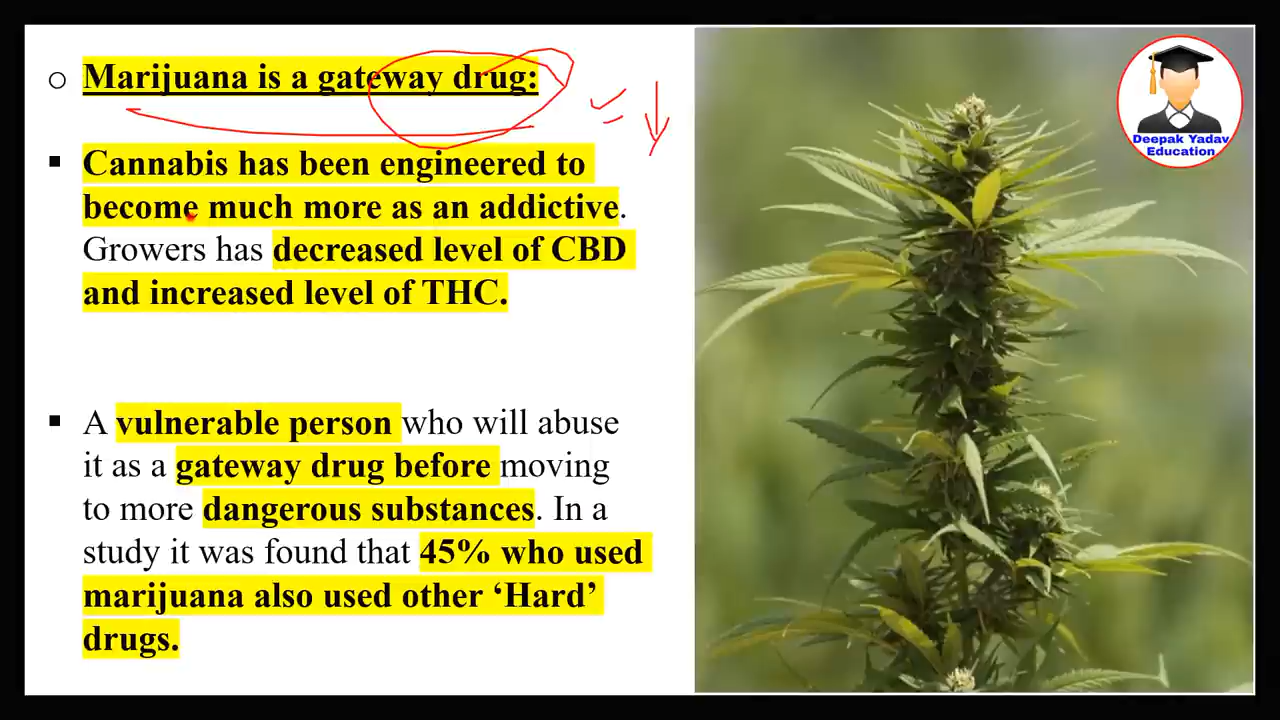 Marijuana is a gateway drug:
Cannabis has been engineered to
become much more as an addictive.
Growers has decreased level of CBD
and increased level of THC.
A vulnerable person who will abuse
it as a gateway drug before moving
to more dangerous substances. In a
study it was found that 45% who used
marijuana also used other ‘Hard’
drugs.
Deepak Yadav
Education